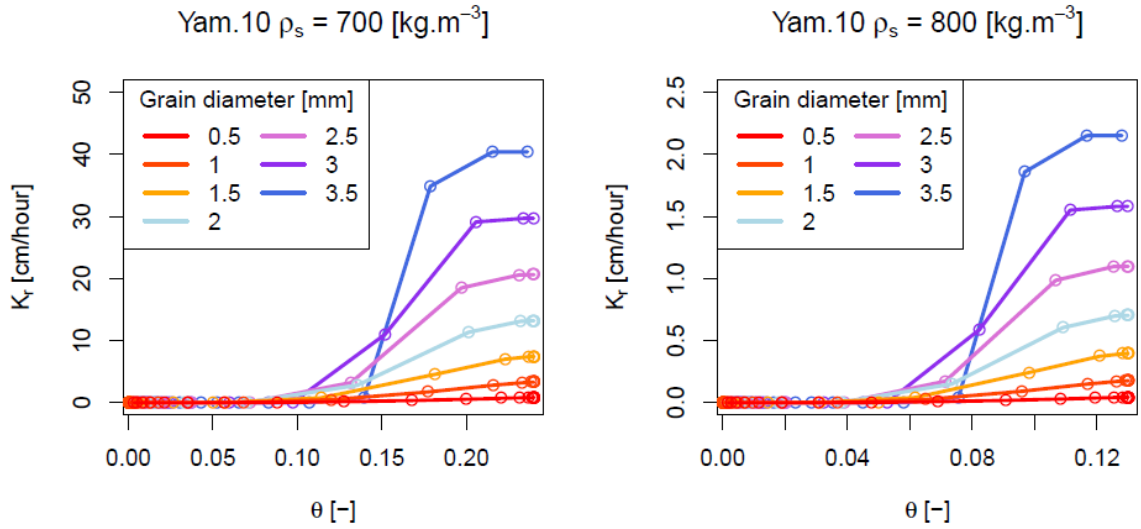 Yam.10 ρs = 700 [kg.m−3]
Kr [cm/hour]
50
40
30
20
10
0
Grain diameter [mm]
0.5 2.5
1 3
1.5 3.5
2
0.00 0.05 0.10 0.15 0.20
θ [−]
Yam.10 ρs = 800 [kg.m−3]
Kr [cm/hour]
2.5
2.0
1.5
1.0
0.5
0.0
Grain diameter [mm]
0.5 2.5
1 3
1.5 3.5
2
0.00 0.04 0.08 0.12
θ [−]